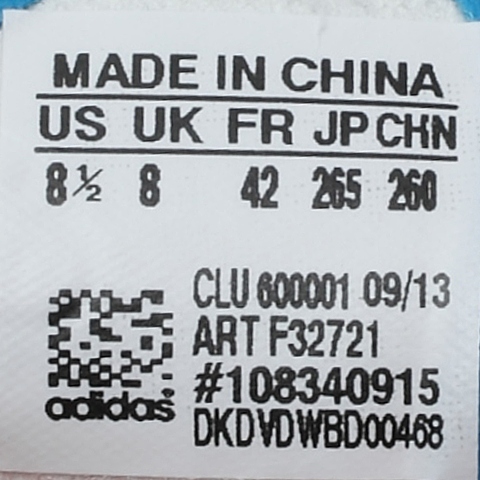 MADE IN CHINA
US UK FR JP CHN
8½ 8 42 265 260
CLU 600001 09/13
ART F32721
#108340915
adidas
DKDVDWBD00468